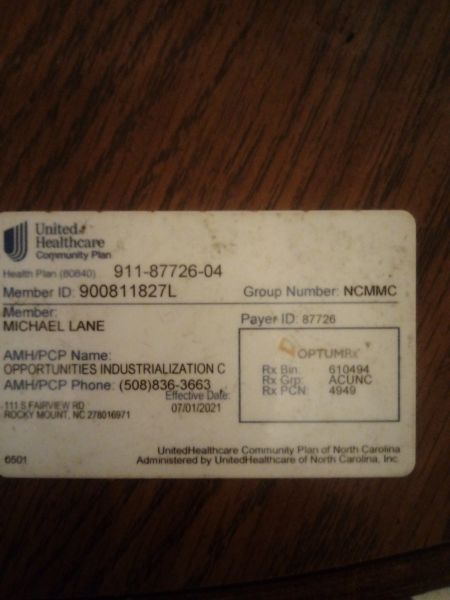 United
Healthcare
Community Plan
Health Plan (80840) 911-87726-04
Member ID: 900811827L Group Number: NCMMC
Member:
MICHAEL LANE
Payer ID: 87726
AMH/PCP Name:
OPPORTUNITIES INDUSTRIALIZATION C
AMH/PCP Phone: (508)836-3663
Effective Date:
07/01/2021
111 S FAIRVIEW RD
ROCKY MOUNT, NC 278016971
OPTUMRx
Rx Bin: 610494
Rx Grp: ACUNC
Rx PCN: 4949
6501
UnitedHealthcare Community Plan of North Carolina
Administered by UnitedHealthcare of North Carolina, Inc.